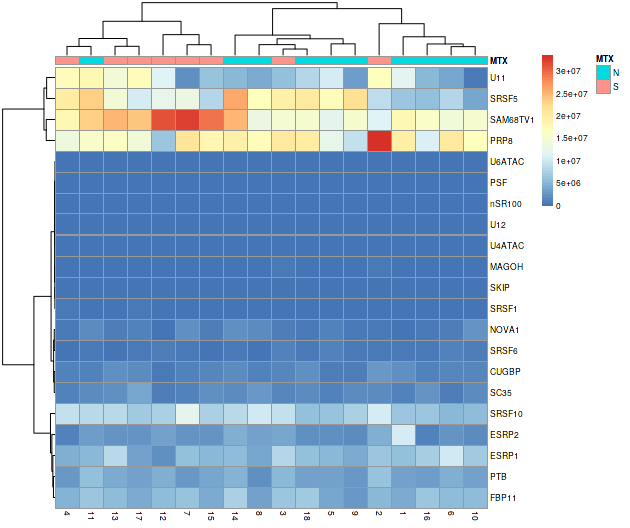 MTX
U11
SRSF5
SAM68TV1
PRP8
U6ATAC
PSF
nSR100
U12
U4ATAC
MAGOH
SKIP
SRSF1
NOVA1
SRSF6
CUGBP
SC35
SRSF10
ESRP2
ESRP1
PTB
FBP11
4 11 13 17 12 7 15 14 8 3 18 5 9 2 1 16 6 10
3e+07
2.5e+07
2e+07
1.5e+07
1e+07
5e+06
0
MTX
N
S